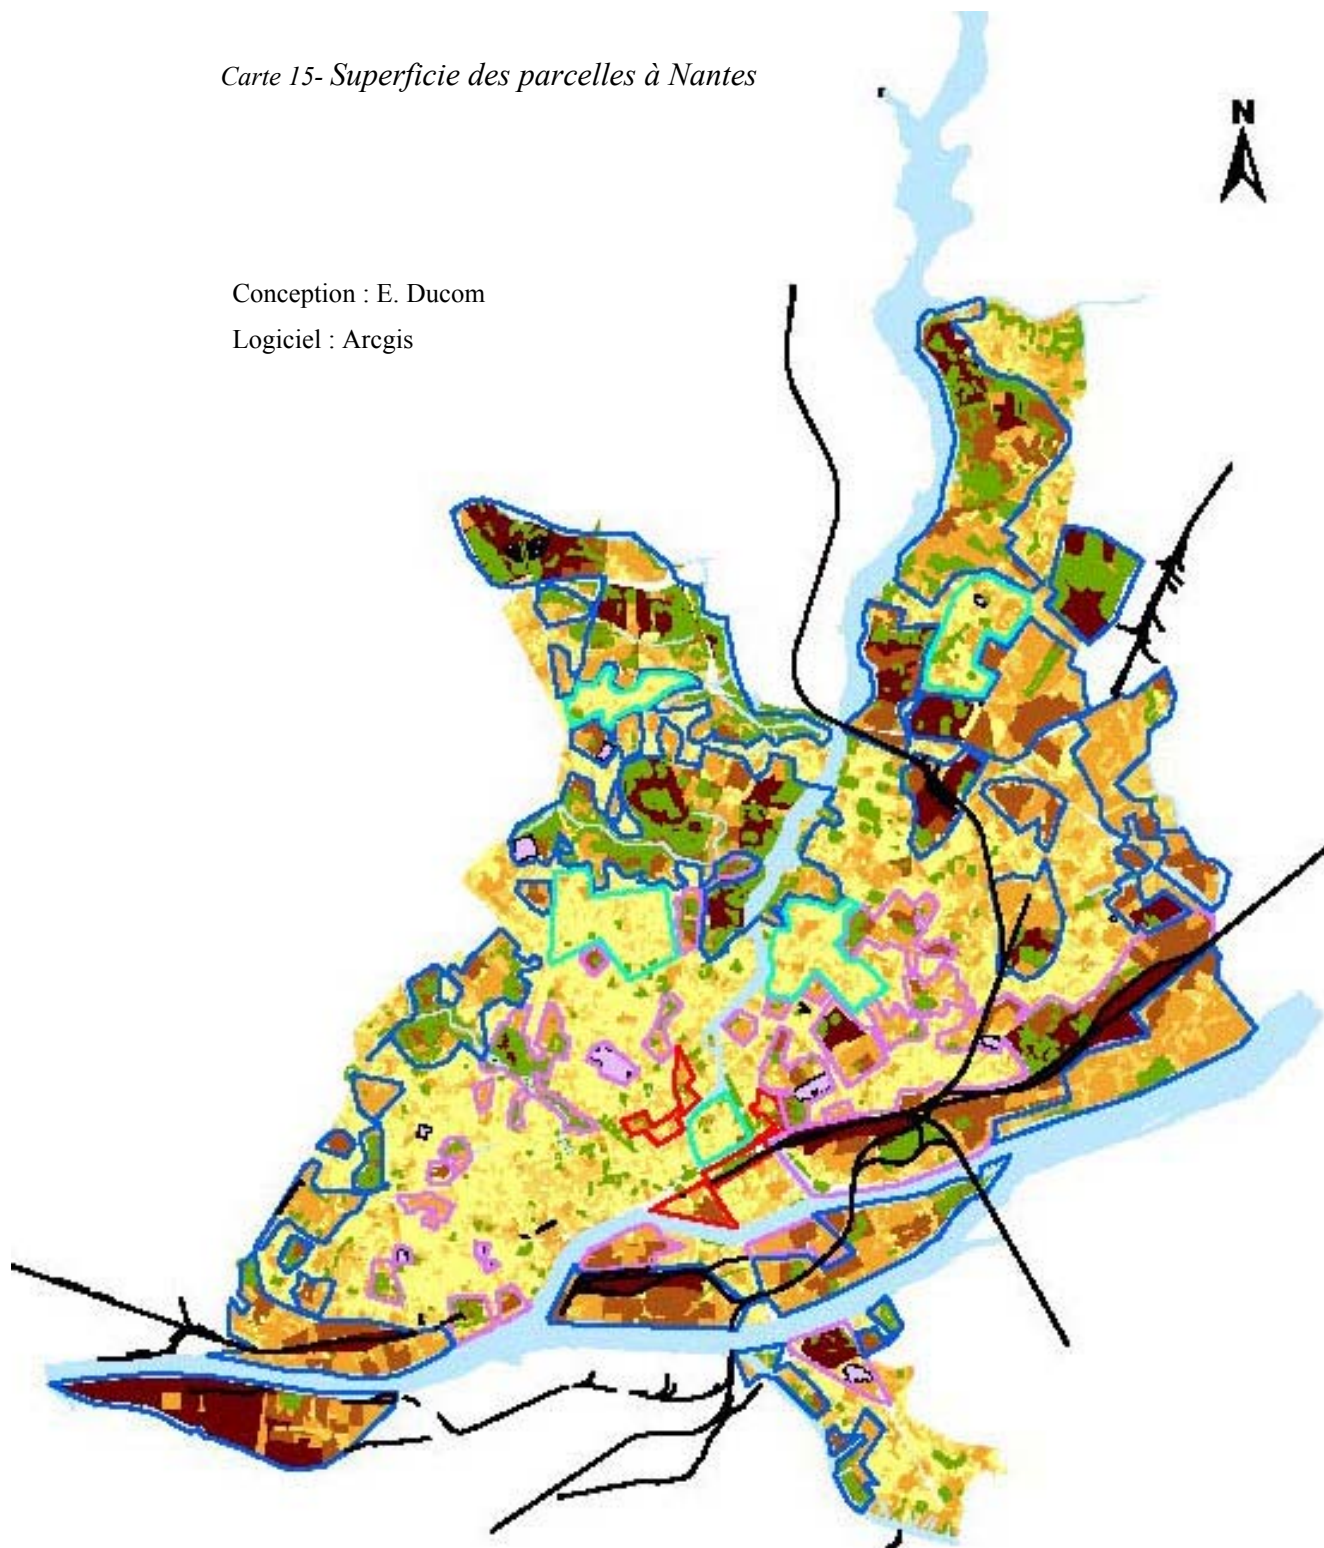 Carte 15- Superficie des parcelles à Nantes
N
Conception : E. Ducom
Logiciel : Arcgis